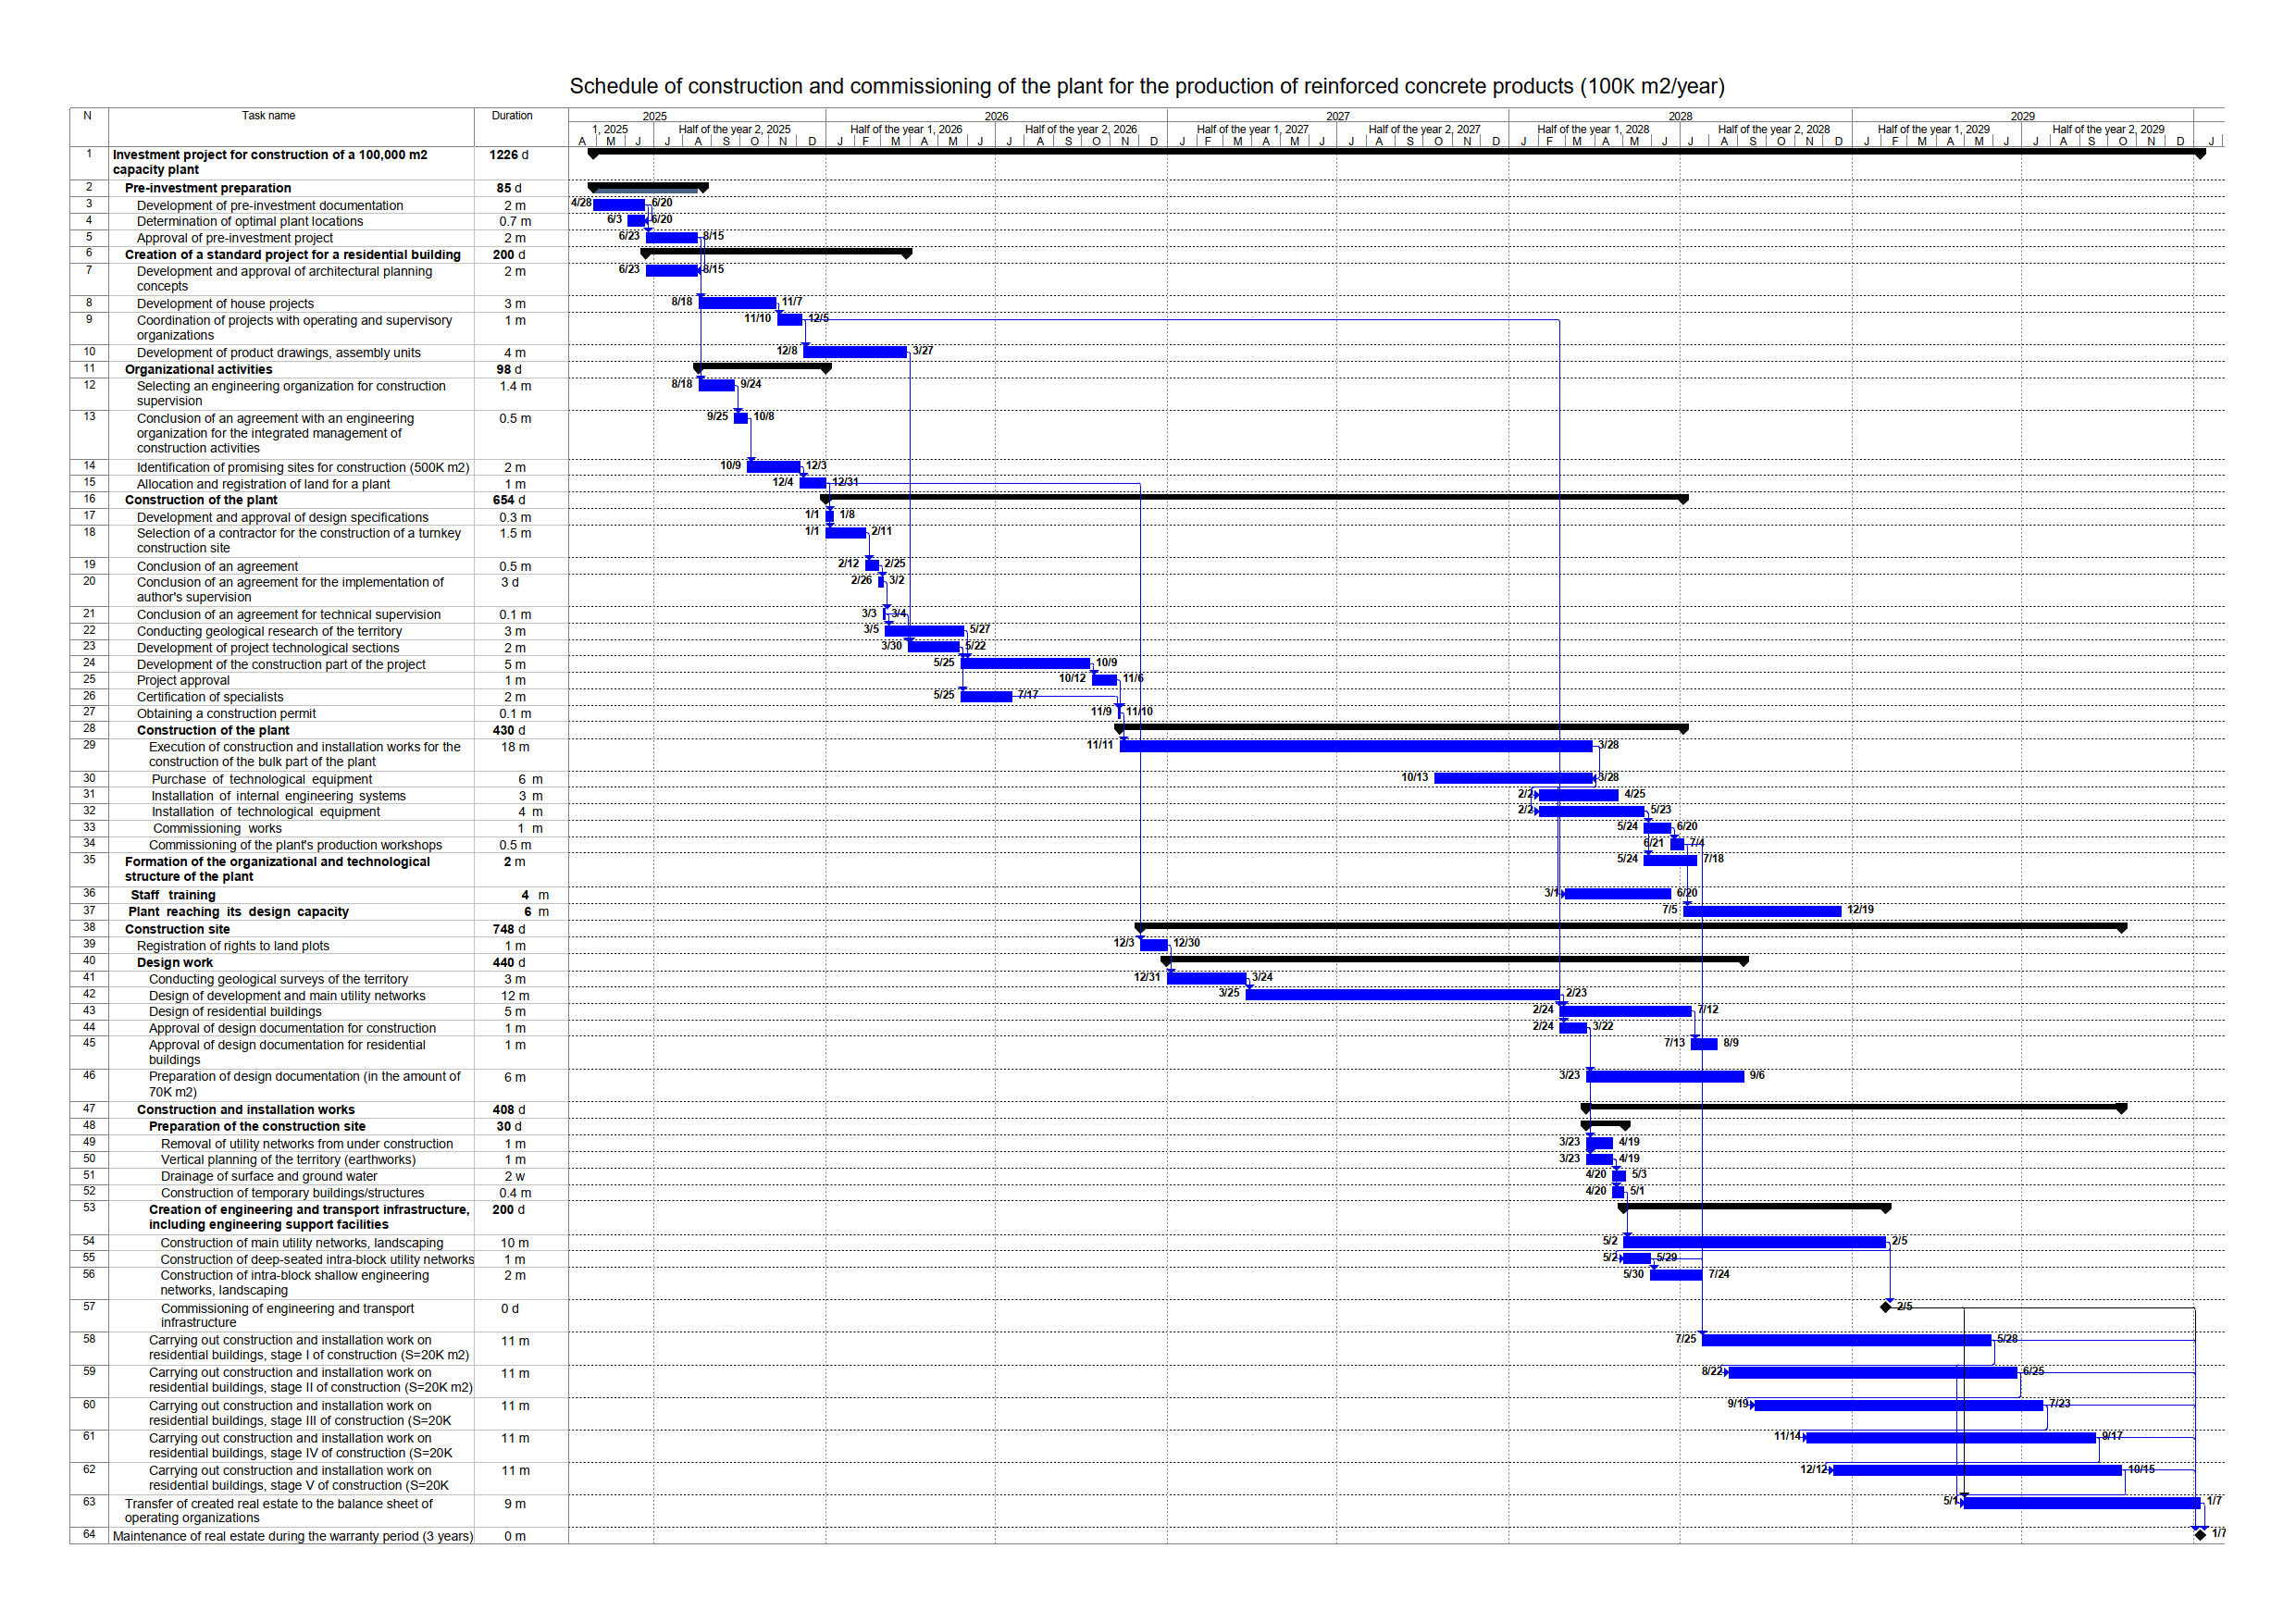 Schedule of construction and commissioning of the plant for the production of reinforced concrete products (100K m2/year)
N Task name Duration 2025 2026 2027 2028 2029
1, 2025 Half of the year 2, 2025 Half of the year 1, 2026 Half of the year 2, 2026 Half of the year 1, 2027 Half of the year 2, 2027 Half of the year 1, 2028 Half of the year 2, 2028 Half of the year 1, 2029 Half of the year 2, 2029
A M J J A S O N D J F M A M J J A S O N D J F M A M J J A S O N D J F M A M J J A S O N D J F M A M J J A S O N D J
1 Investment project for construction of a 100,000 m2 1226 d
capacity plant
2 Pre-investment preparation 85 d
3 Development of pre-investment documentation 2 m 4/28 6/20
4 Determination of optimal plant locations 0.7 m 6/3 6/20
5 Approval of pre-investment project 2 m 6/23 8/15
6 Creation of a standard project for a residential building 200 d
7 Development and approval of architectural planning 2 m 6/23 8/15
concepts
8 Development of house projects 3 m 8/18 11/7
9 Coordination of projects with operating and supervisory 1 m 11/10 12/5
organizations
10 Development of product drawings, assembly units 4 m 12/8 3/27
11 Organizational activities 98 d
12 Selecting an engineering organization for construction 1.4 m 8/18 9/24
supervision
13 Conclusion of an agreement with an engineering 0.5 m 9/25 10/8
organization for the integrated management of
construction activities
14 Identification of promising sites for construction (500K m2) 2 m 10/9 12/3
15 Allocation and registration of land for a plant 1 m 12/4 12/31
16 Construction of the plant 654 d
17 Development and approval of design specifications 0.3 m 1/1 1/8
18 Selection of a contractor for the construction of a turnkey 1.5 m 1/1 2/11
construction site
19 Conclusion of an agreement 0.5 m 2/12 2/25
20 Conclusion of an agreement for the implementation of 3 d 2/26 3/2
author's supervision
21 Conclusion of an agreement for technical supervision 0.1 m 3/3 3/4
22 Conducting geological research of the territory 3 m 3/5 5/27
23 Development of project technological sections 2 m 3/30 5/22
24 Development of the construction part of the project 5 m 5/25 10/9
25 Project approval 1 m 10/12 11/6
26 Certification of specialists 2 m 5/25 7/17
27 Obtaining a construction permit 0.1 m 11/9 11/10
28 Construction of the plant 430 d
29 Execution of construction and installation works for the 18 m 11/11 3/28
construction of the bulk part of the plant
30 Purchase of technological equipment 6 m 10/13 3/28
31 Installation of internal engineering systems 3 m 2/2 4/25
32 Installation of technological equipment 4 m 2/2 5/23
33 Commissioning works 1 m 5/24 6/20
34 Commissioning of the plant's production workshops 0.5 m 6/21 7/4
35 Formation of the organizational and technological 2 m 5/24 7/18
structure of the plant
36 Staff training 4 m 3/1 6/20
37 Plant reaching its design capacity 6 m 7/5 12/19
38 Construction site 748 d
39 Registration of rights to land plots 1 m 12/3 12/30
40 Design work 440 d
41 Conducting geological surveys of the territory 3 m 12/31 3/24
42 Design of development and main utility networks 12 m 3/25 2/23
43 Design of residential buildings 5 m 2/24 7/12
44 Approval of design documentation for construction 1 m 2/24 3/22
45 Approval of design documentation for residential 1 m 7/13 8/9
buildings
46 Preparation of design documentation (in the amount of 6 m 3/23 9/6
70K m2)
47 Construction and installation works 408 d
48 Preparation of the construction site 30 d
49 Removal of utility networks from under construction 1 m 3/23 4/19
50 Vertical planning of the territory (earthworks) 1 m 3/23 4/19
51 Drainage of surface and ground water 2 w 4/20 5/3
52 Construction of temporary buildings/structures 0.4 m 4/20 5/1
53 Creation of engineering and transport infrastructure, 200 d
including engineering support facilities
54 Construction of main utility networks, landscaping 10 m 5/2 2/5
55 Construction of deep-seated intra-block utility networks 1 m 5/2 5/29
56 Construction of intra-block shallow engineering 2 m 5/30 7/24
networks, landscaping
57 Commissioning of engineering and transport 0 d 2/5
infrastructure
58 Carrying out construction and installation work on 11 m 7/25 5/28
residential buildings, stage I of construction (S=20K m2)
59 Carrying out construction and installation work on 11 m 8/22 6/25
residential buildings, stage II of construction (S=20K m2)
60 Carrying out construction and installation work on 11 m 9/19 7/23
residential buildings, stage III of construction (S=20K
61 Carrying out construction and installation work on 11 m 11/14 9/17
residential buildings, stage IV of construction (S=20K
62 Carrying out construction and installation work on 11 m 12/12 10/15
residential buildings, stage V of construction (S=20K
63 Transfer of created real estate to the balance sheet of 9 m 5/1 1/7
operating organizations
64 Maintenance of real estate during the warranty period (3 years) 0 m 1/7